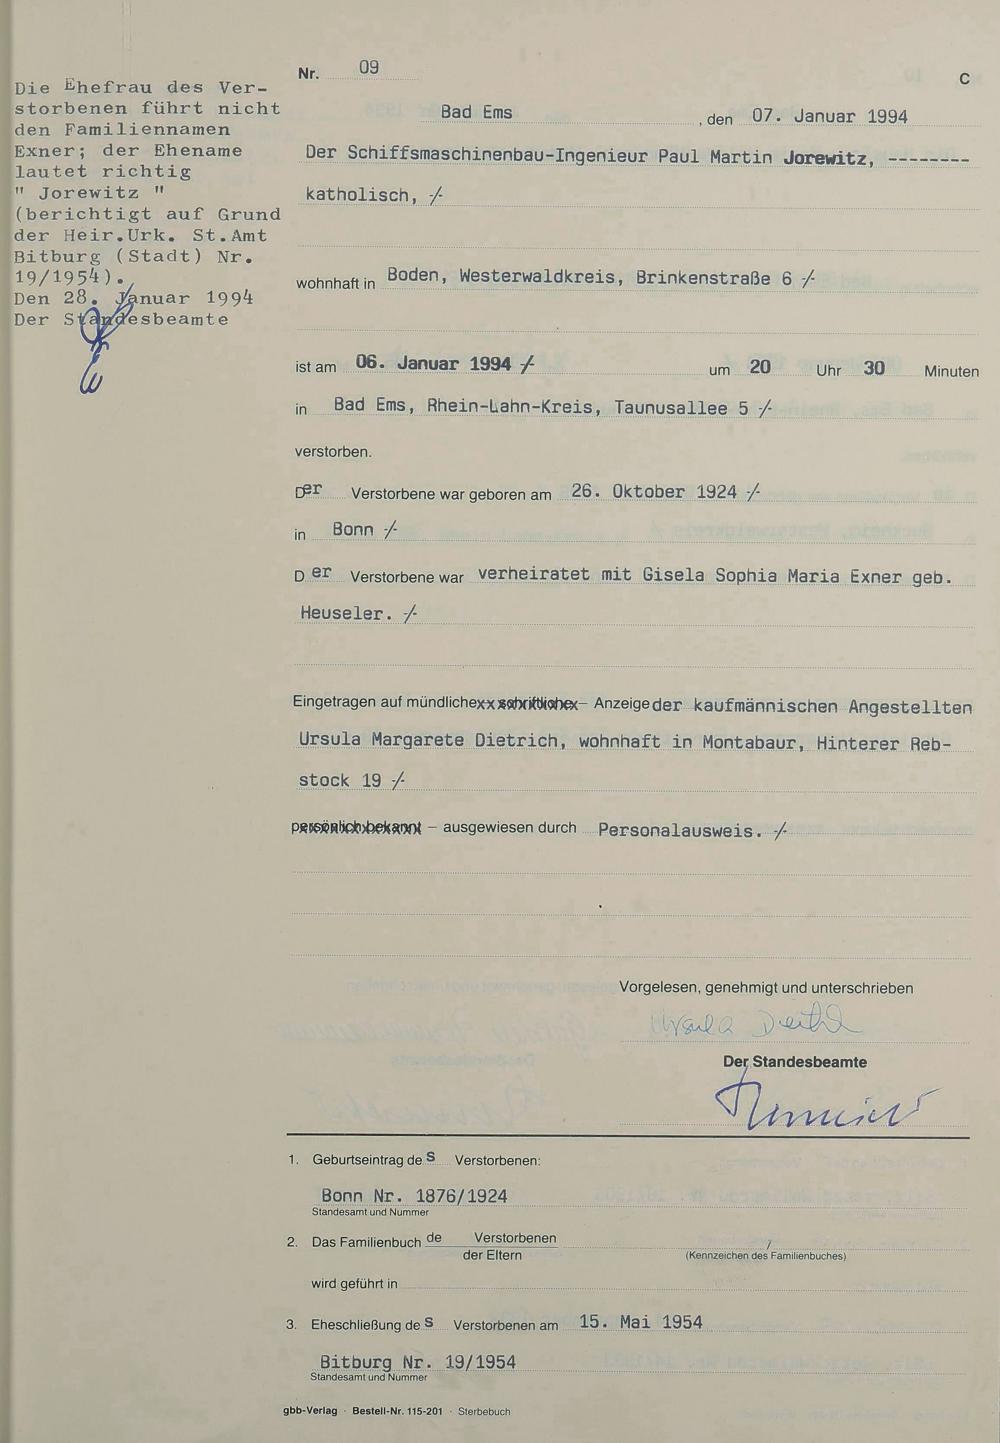 Die Ehefrau des Ver-
storbenen führt nicht
den Familiennamen
Exner; der Ehename
lautet richtig
" Jorewitz "
(berichtigt auf Grund
der Heir.Urk. St.Amt
Bitburg (Stadt) Nr.
19/1954).
Den 28. Januar 1994
Der Standesbeamte
Nr. 09
C
Bad Ems , den 07. Januar 1994
Der Schiffsmaschinenbau-Ingenieur Paul Martin Jorewitz, --------
katholisch, -/-
wohnhaft in Boden, Westerwaldkreis, Brinkenstraße 6 -/-
ist am 06. Januar 1994 -/- um 20 Uhr 30 Minuten
in Bad Ems, Rhein-Lahn-Kreis, Taunusallee 5 -/-
verstorben.
Der Verstorbene war geboren am 26. Oktober 1924 -/-
in Bonn -/-
Der Verstorbene war verheiratet mit Gisela Sophia Maria Exner geb.
Heuseler. -/-
Eingetragen auf mündliche – schriftliche – Anzeige der kaufmännischen Angestellten
Ursula Margarete Dietrich, wohnhaft in Montabaur, Hinterer Reb-
stock 19 -/-
persönlich bekannt – ausgewiesen durch Personalausweis. -/-
Vorgelesen, genehmigt und unterschrieben
Ursula Dietrich
Der Standesbeamte
1. Geburtseintrag des Verstorbenen:
Bonn Nr. 1876/1924
Standesamt und Nummer
2. Das Familienbuch de Verstorbenen /
der Eltern (Kennzeichen des Familienbuches)
wird geführt in
3. Eheschließung des Verstorbenen am 15. Mai 1954
Bitburg Nr. 19/1954
Standesamt und Nummer
gbb-Verlag · Bestell-Nr. 115-201 · Sterbebuch